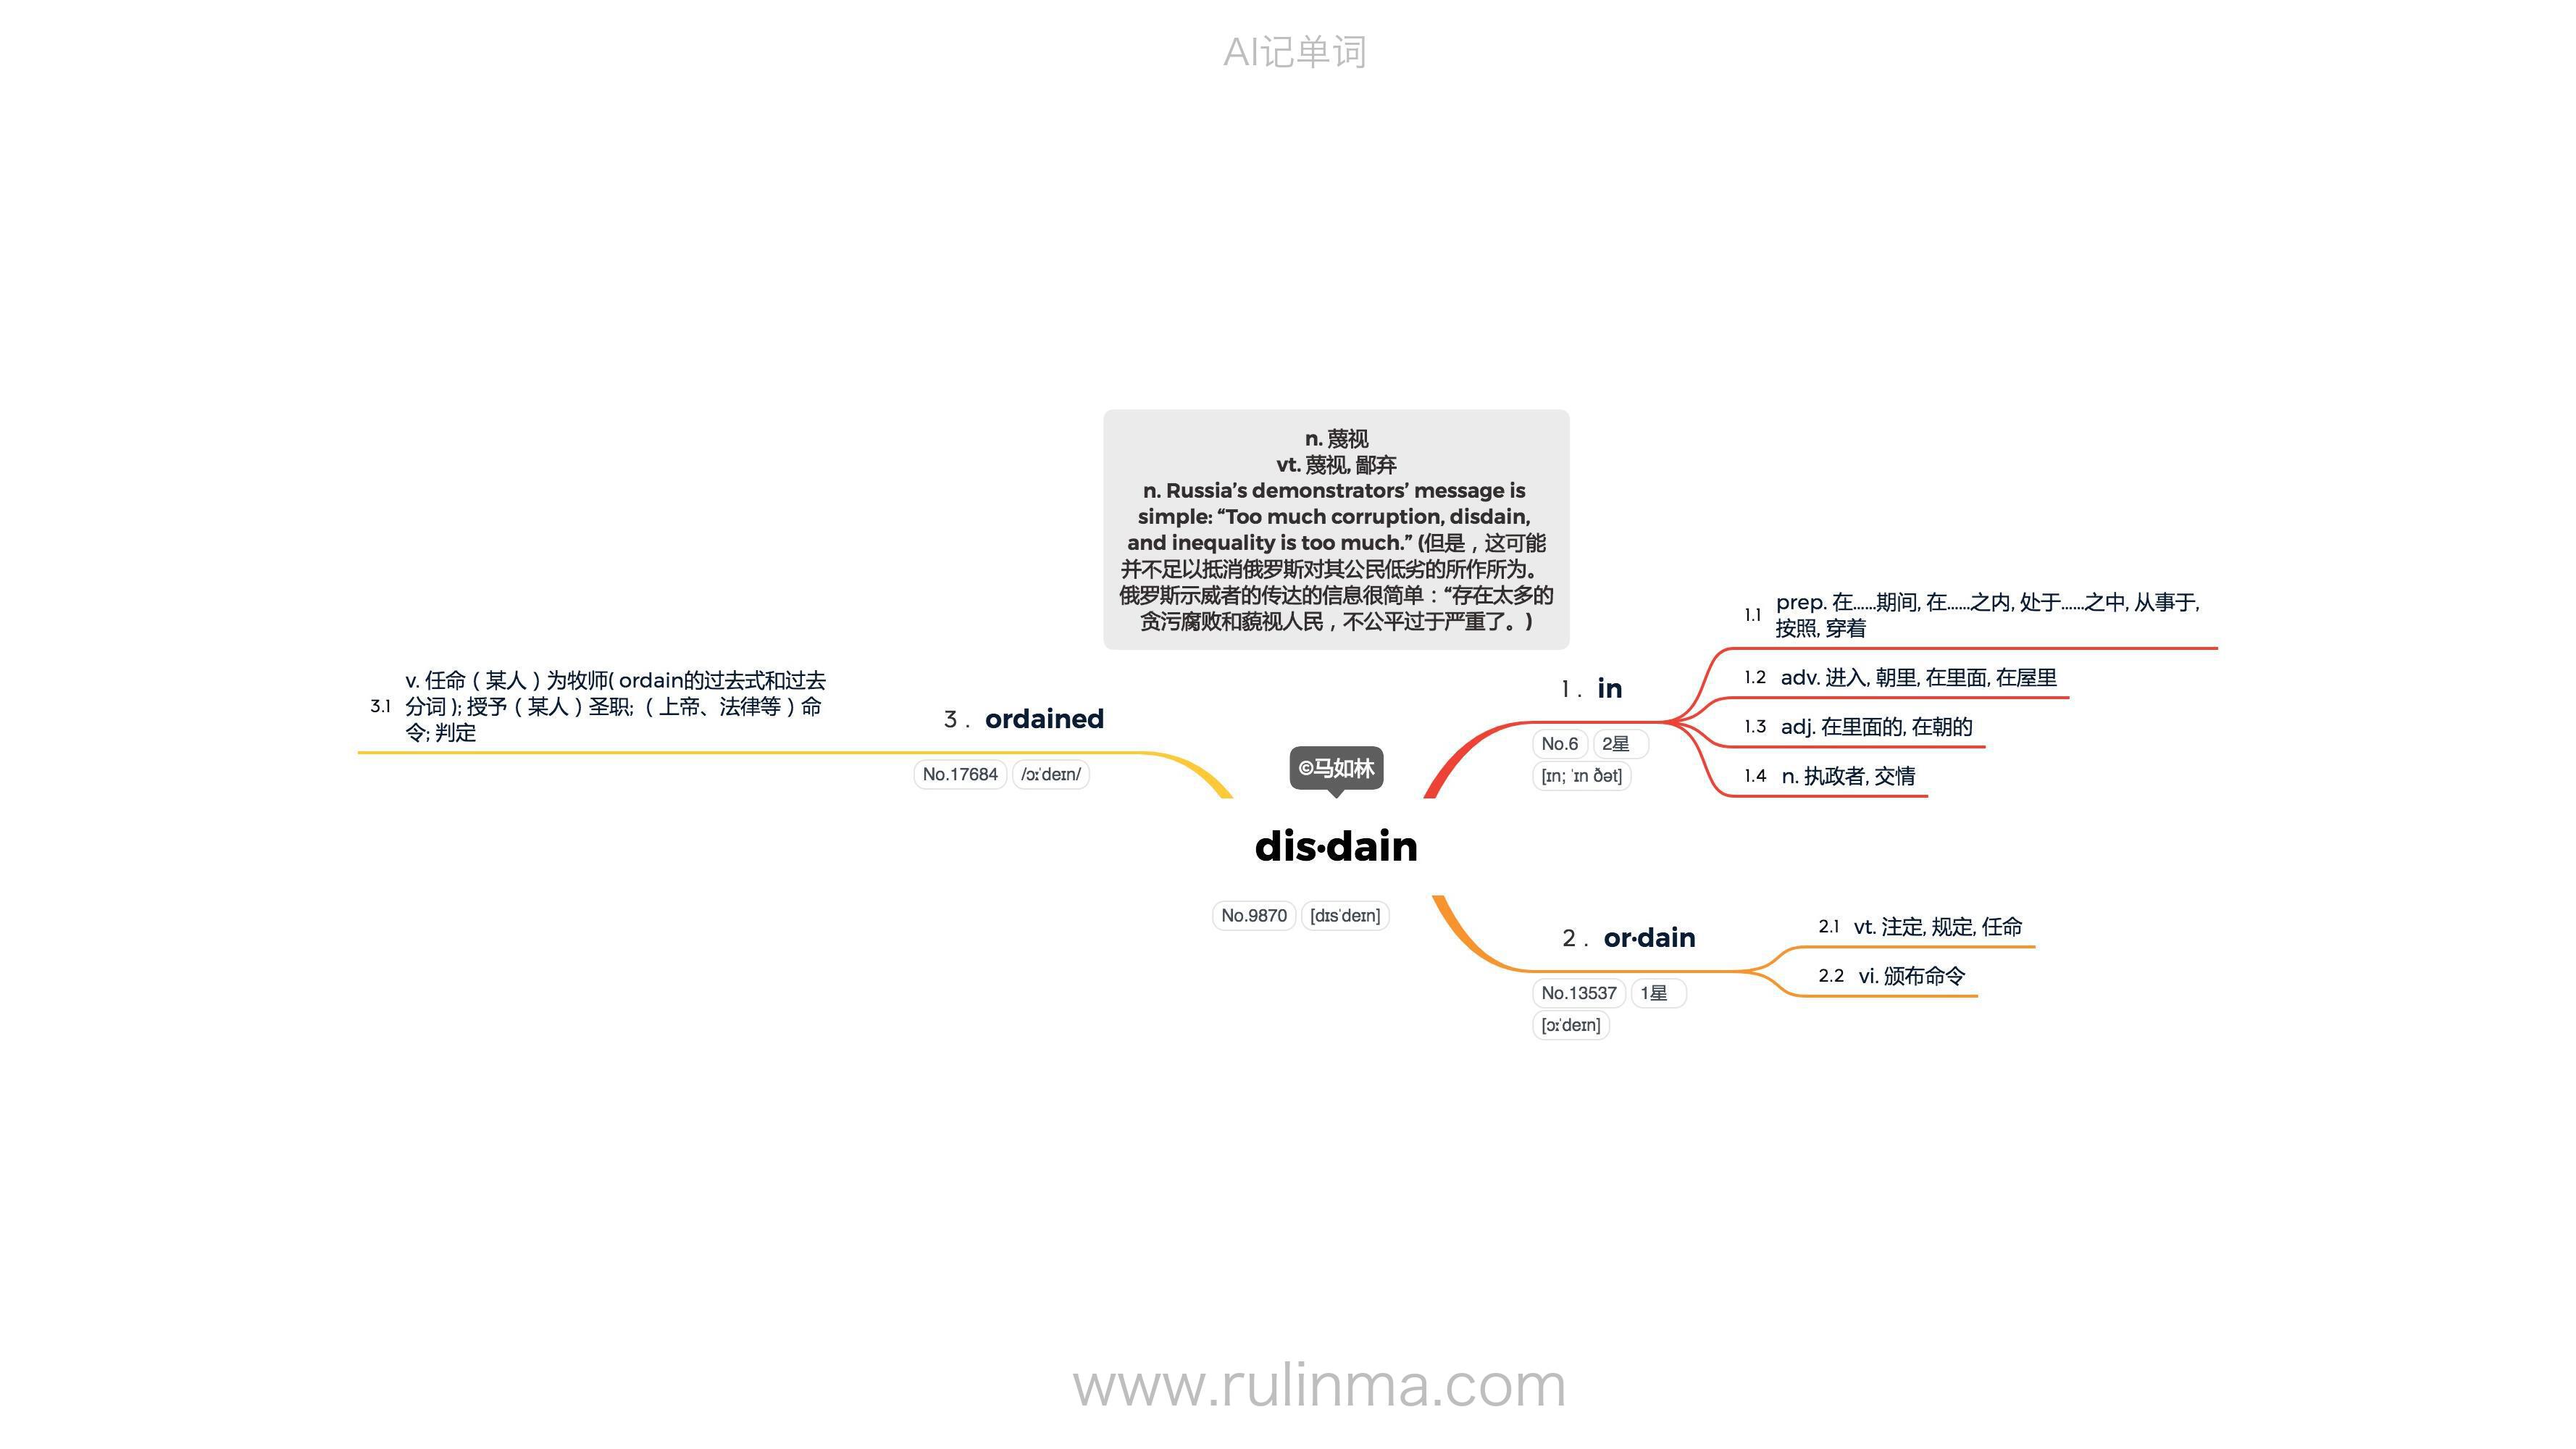 AI记单词
n. 蔑视
vt. 蔑视, 鄙弃
n. Russia’s demonstrators’ message is
simple: “Too much corruption, disdain,
and inequality is too much.” (但是，这可能
并不足以抵消俄罗斯对其公民低劣的所作所为。
俄罗斯示威者的传达的信息很简单：“存在太多的
贪污腐败和藐视人民，不公平过于严重了。)
©马如林
dis·dain
No.9870 [dɪsˈdeɪn]
1. in
No.6 2星
[ɪn; ˈɪn ðət]
1.1 prep. 在……期间, 在……之内, 处于……之中, 从事于,
按照, 穿着
1.2 adv. 进入, 朝里, 在里面, 在屋里
1.3 adj. 在里面的, 在朝的
1.4 n. 执政者, 交情
2. or·dain
No.13537 1星
[ɔːˈdeɪn]
2.1 vt. 注定, 规定, 任命
2.2 vi. 颁布命令
3. ordained
No.17684 /ɔːˈdeɪn/
3.1 v. 任命（某人）为牧师( ordain的过去式和过去
分词 ); 授予（某人）圣职; （上帝、法律等）命
令; 判定
www.rulinma.com